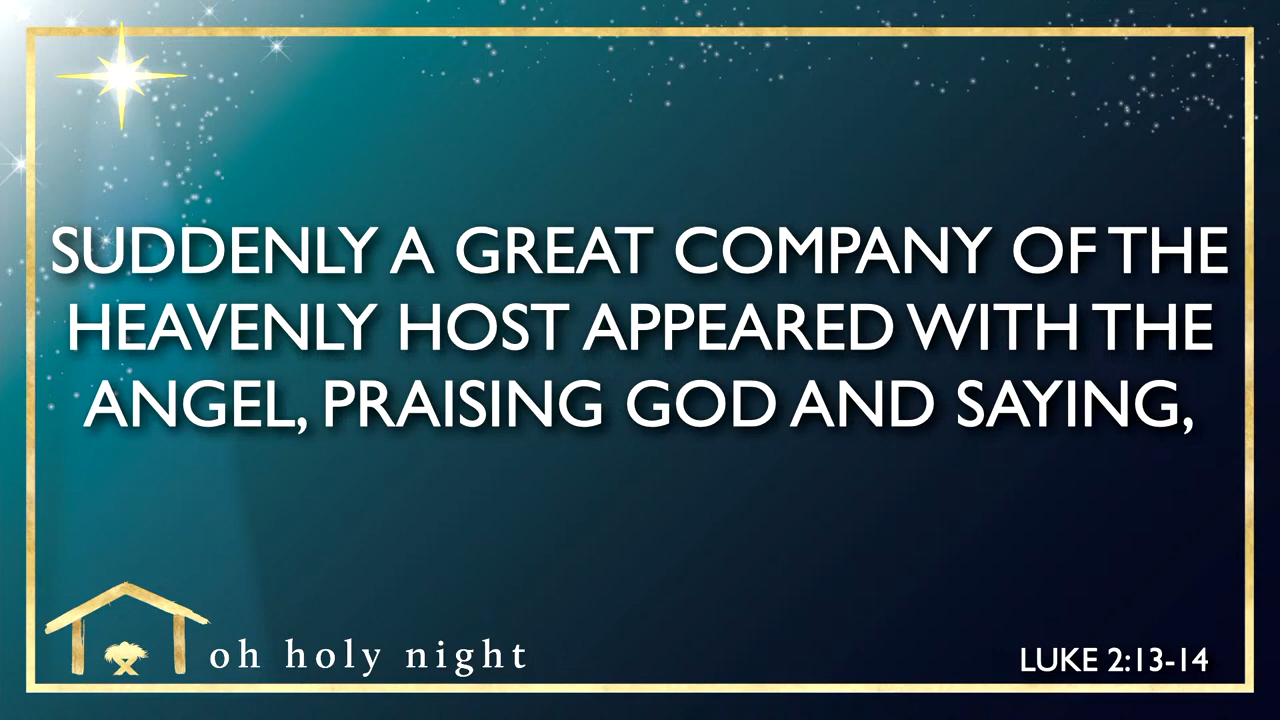 SUDDENLY A GREAT COMPANY OF THE
HEAVENLY HOST APPEARED WITH THE
ANGEL, PRAISING GOD AND SAYING,
oh holy night
LUKE 2:13-14